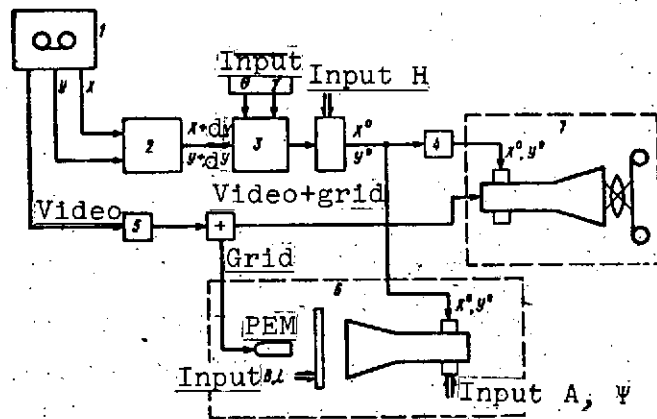 1
y x
Input
θ γ
Input H
x+dy
y+dy
2
3
x° y°
4
7
x°, y°
Video+grid
Video
5
+
Grid
6
x°, y°
PEM
Input B, L
Input A, Ψ